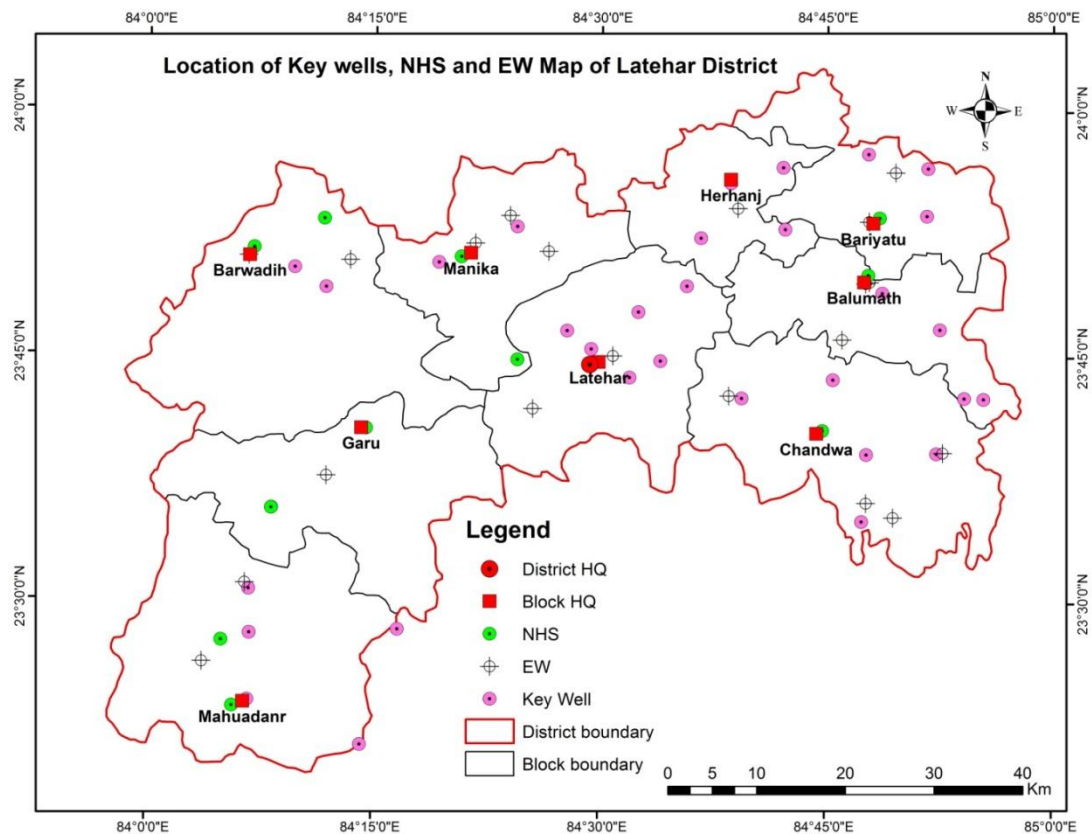 84°0'0"E 84°15'0"E 84°30'0"E 84°45'0"E 85°0'0"E
Location of Key wells, NHS and EW Map of Latehar District
N
W E
S
24°0'0"N 24°0'0"N
Herhanj
Bariyatu
Barwadih
Manika
Balumath
23°45'0"N 23°45'0"N
Latehar
Garu
Chandwa
Legend
District HQ
Block HQ
23°30'0"N 23°30'0"N
NHS
EW
Key Well
Mahuadanr
District boundary
Block boundary
0 5 10 20 30 40
Km
84°0'0"E 84°15'0"E 84°30'0"E 84°45'0"E 85°0'0"E